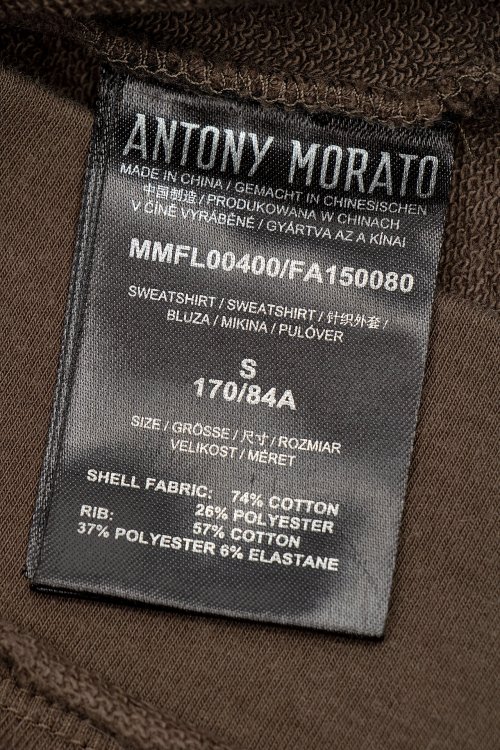 ANTONY MORATO
MADE IN CHINA / GEMACHT IN CHINESISCHEN
中国制造 / PRODUKOWANA W CHINACH
V ČÍNĚ VYRÁBĚNÉ / GYÁRTVA AZ A KÍNAI
MMFL00400/FA150080
SWEATSHIRT / SWEATSHIRT / 针织外套 /
BLUZA / MIKINA / PULÓVER
S
170/84A
SIZE / GRÖSSE / 尺寸 / ROZMIAR
VELIKOST / MÉRET
SHELL FABRIC: 74% COTTON
26% POLYESTER
RIB: 57% COTTON
37% POLYESTER 6% ELASTANE